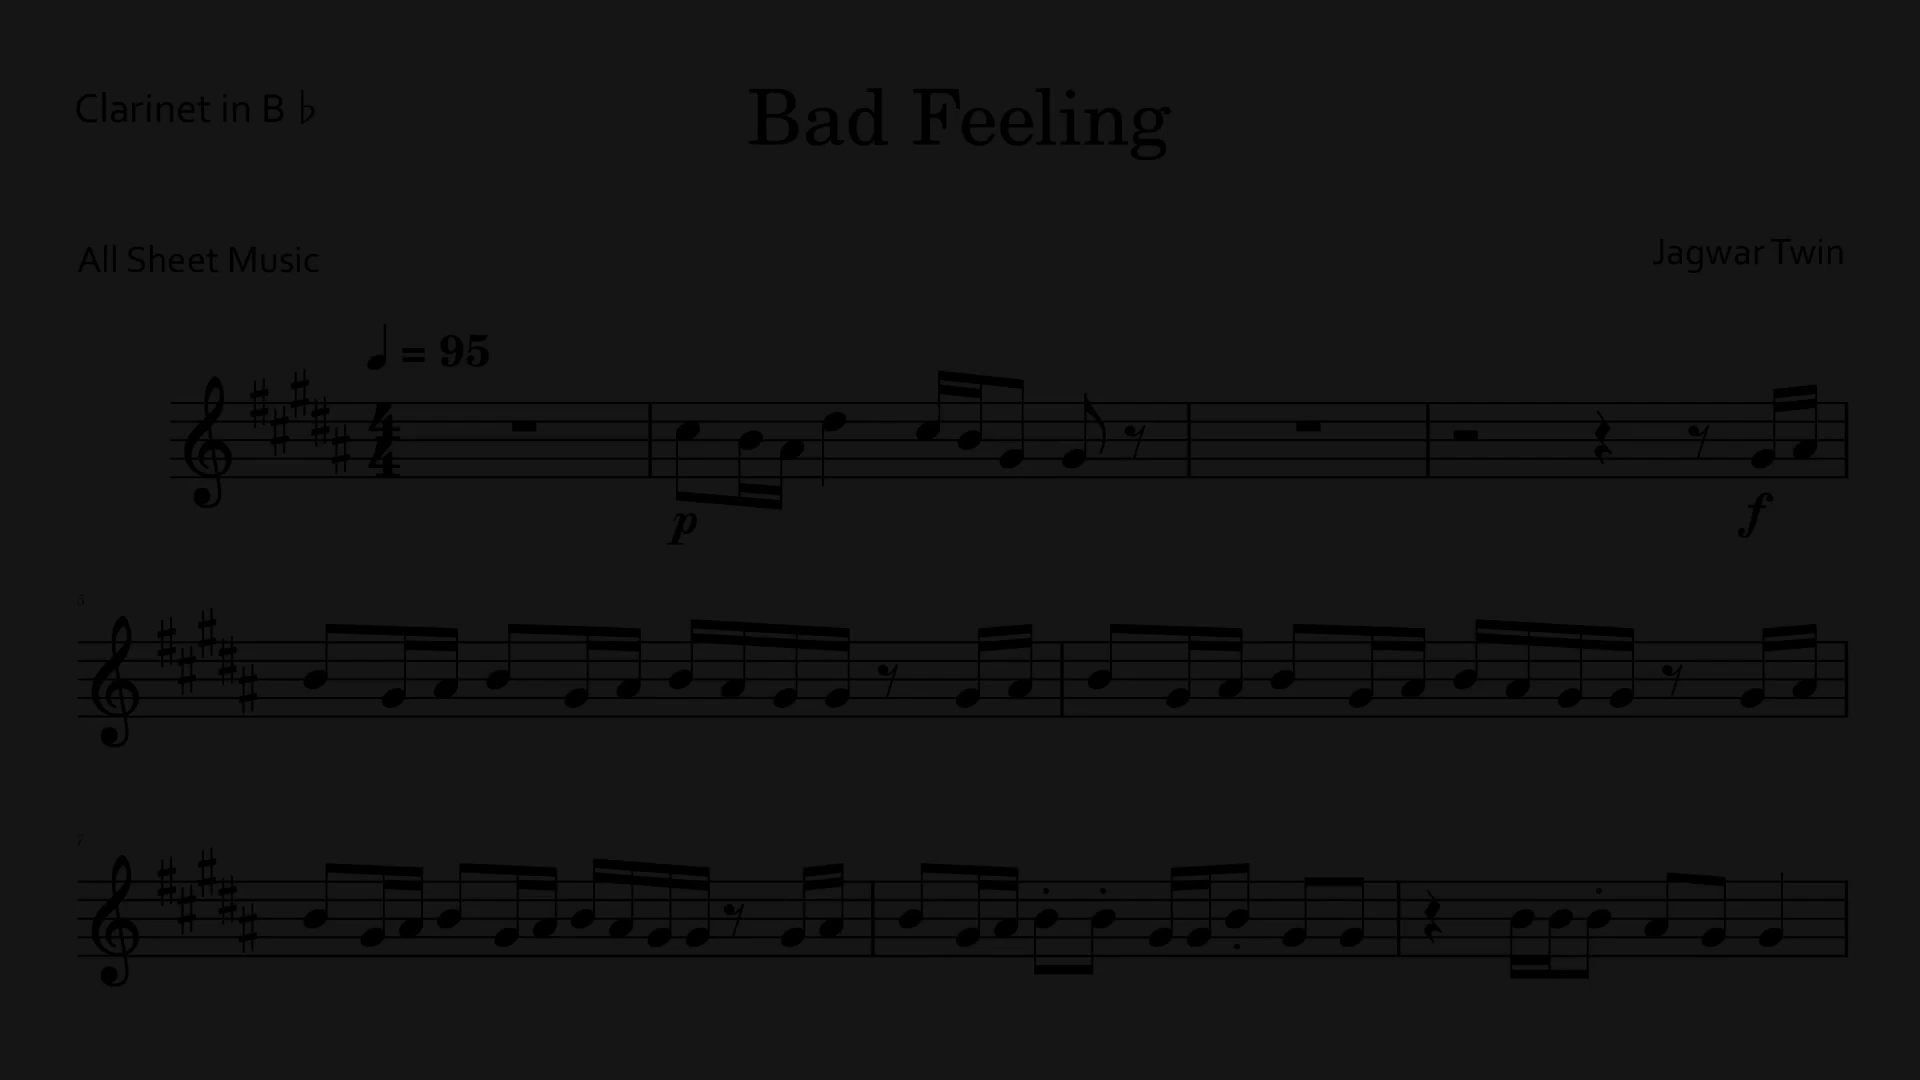 Clarinet in B ♭
Bad Feeling
All Sheet Music
Jagwar Twin
= 95
4
4
p
f
5
7